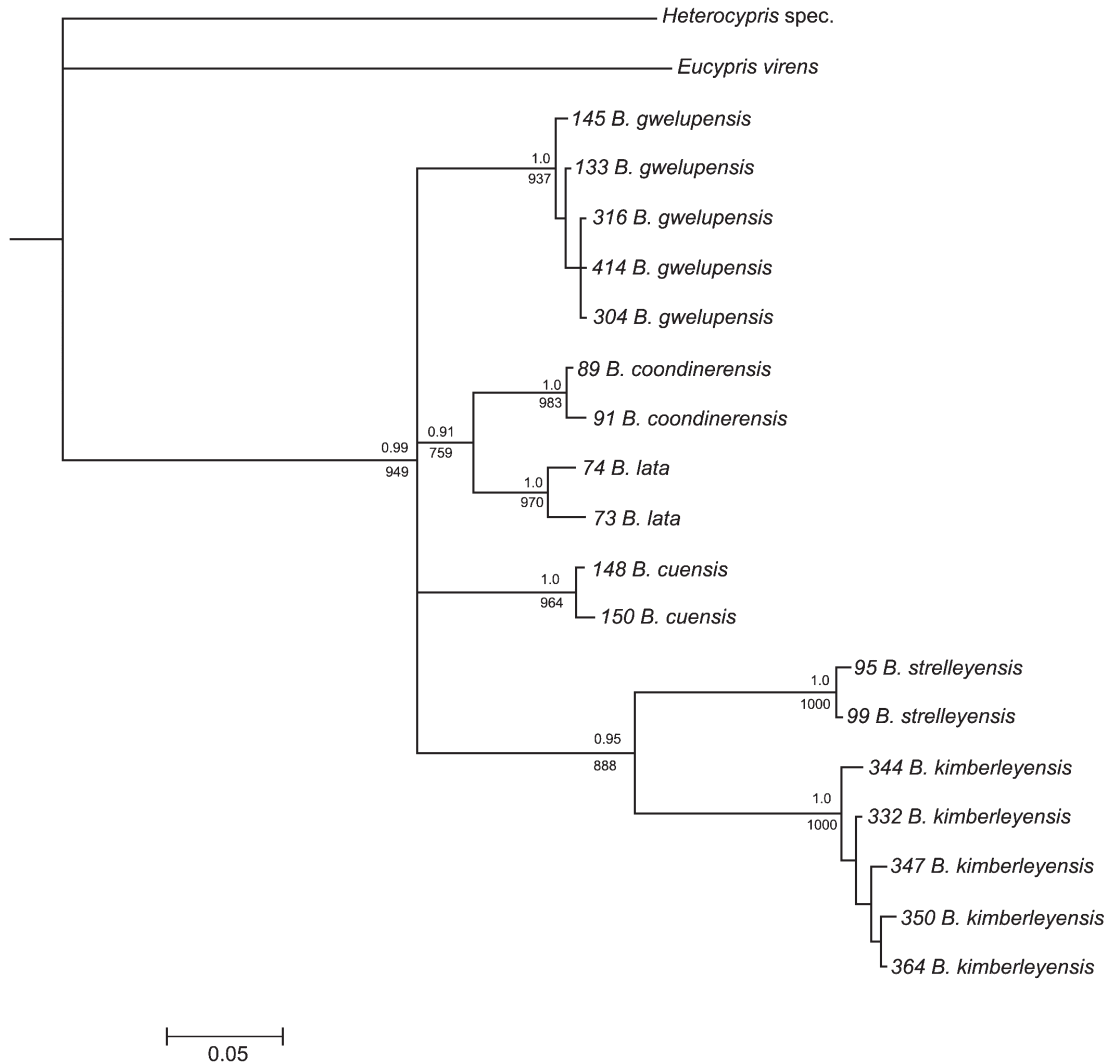 Heterocypris spec.
Eucypris virens
145 B. gwelupensis
1.0
133 B. gwelupensis
937
316 B. gwelupensis
414 B. gwelupensis
304 B. gwelupensis
89 B. coondinerensis
1.0
983
91 B. coondinerensis
0.91
0.99
759
949
74 B. lata
1.0
970
73 B. lata
148 B. cuensis
1.0
964
150 B. cuensis
95 B. strelleyensis
1.0
1000
99 B. strelleyensis
0.95
888
344 B. kimberleyensis
1.0
1000
332 B. kimberleyensis
347 B. kimberleyensis
350 B. kimberleyensis
364 B. kimberleyensis
0.05